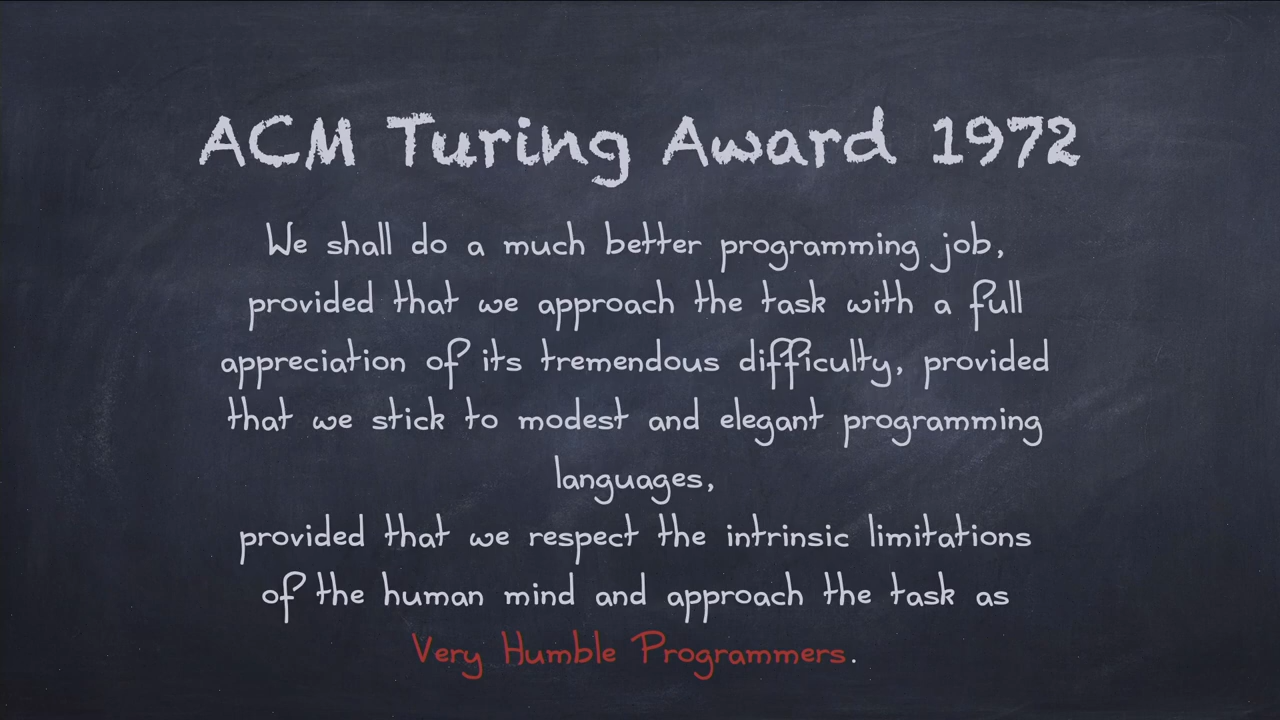 ACM Turing Award 1972
We shall do a much better programming job,
provided that we approach the task with a full
appreciation of its tremendous difficulty, provided
that we stick to modest and elegant programming
languages,
provided that we respect the intrinsic limitations
of the human mind and approach the task as
Very Humble Programmers.